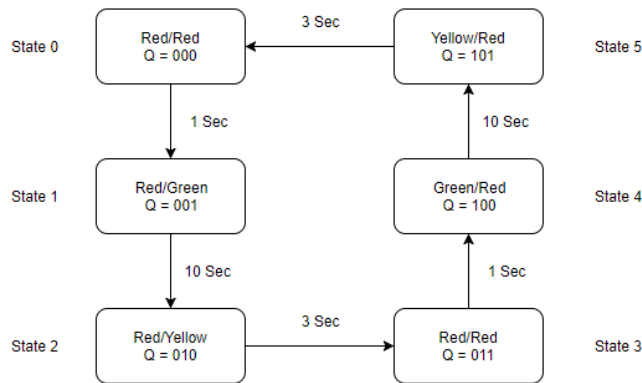 3 Sec
State 0
Red/Red
Q = 000
Yellow/Red
Q = 101
State 5
1 Sec
10 Sec
State 1
Red/Green
Q = 001
Green/Red
Q = 100
State 4
10 Sec
1 Sec
State 2
Red/Yellow
Q = 010
3 Sec
Red/Red
Q = 011
State 3